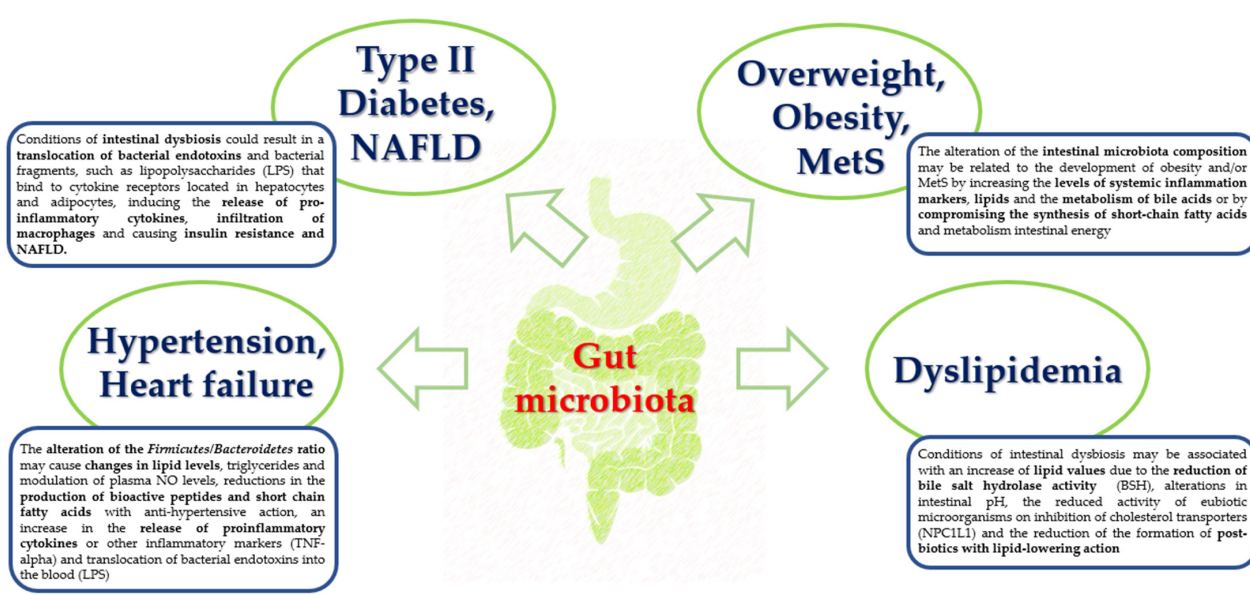 Type II
Diabetes,
NAFLD
Conditions of intestinal dysbiosis could result in a
translocation of bacterial endotoxins and bacterial
fragments, such as lipopolysaccharides (LPS) that
bind to cytokine receptors located in hepatocytes
and adipocytes, inducing the release of pro-
inflammatory cytokines, infiltration of
macrophages and causing insulin resistance and
NAFLD.
Overweight,
Obesity,
MetS
The alteration of the intestinal microbiota composition
may be related to the development of obesity and/or
MetS by increasing the levels of systemic inflammation
markers, lipids and the metabolism of bile acids or by
compromising the synthesis of short-chain fatty acids
and metabolism intestinal energy
Gut
microbiota
Hypertension,
Heart failure
The alteration of the Firmicutes/Bacteroidetes ratio
may cause changes in lipid levels, triglycerides and
modulation of plasma NO levels, reductions in the
production of bioactive peptides and short chain
fatty acids with anti-hypertensive action, an
increase in the release of proinflammatory
cytokines or other inflammatory markers (TNF-
alpha) and translocation of bacterial endotoxins into
the blood (LPS)
Dyslipidemia
Conditions of intestinal dysbiosis may be associated
with an increase of lipid values due to the reduction of
bile salt hydrolase activity (BSH), alterations in
intestinal pH, the reduced activity of eubiotic
microorganisms on inhibition of cholesterol transporters
(NPC1L1) and the reduction of the formation of post-
biotics with lipid-lowering action